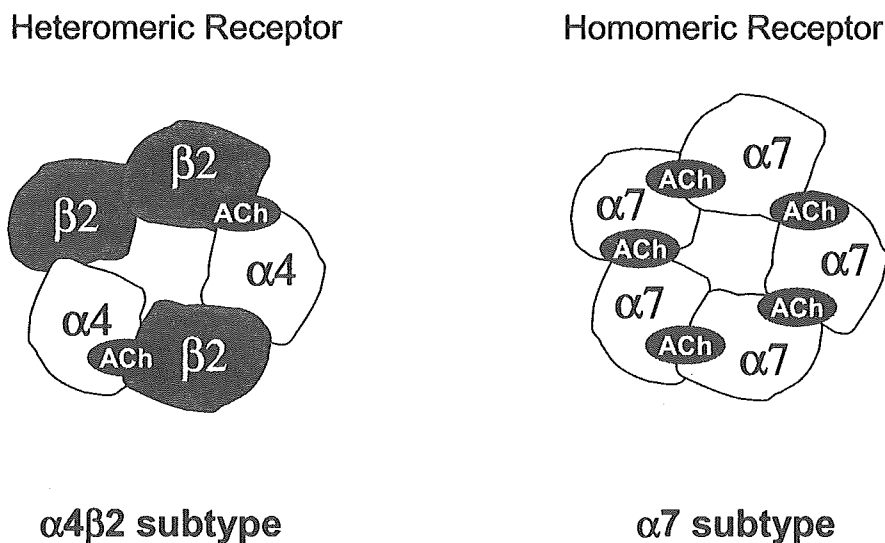 Heteromeric Receptor
Homomeric Receptor
β2
β2
ACh
α4
α4
ACh
β2
α7
ACh
α7
ACh
ACh
α7
α7
ACh
ACh
α7
α4β2 subtype
α7 subtype